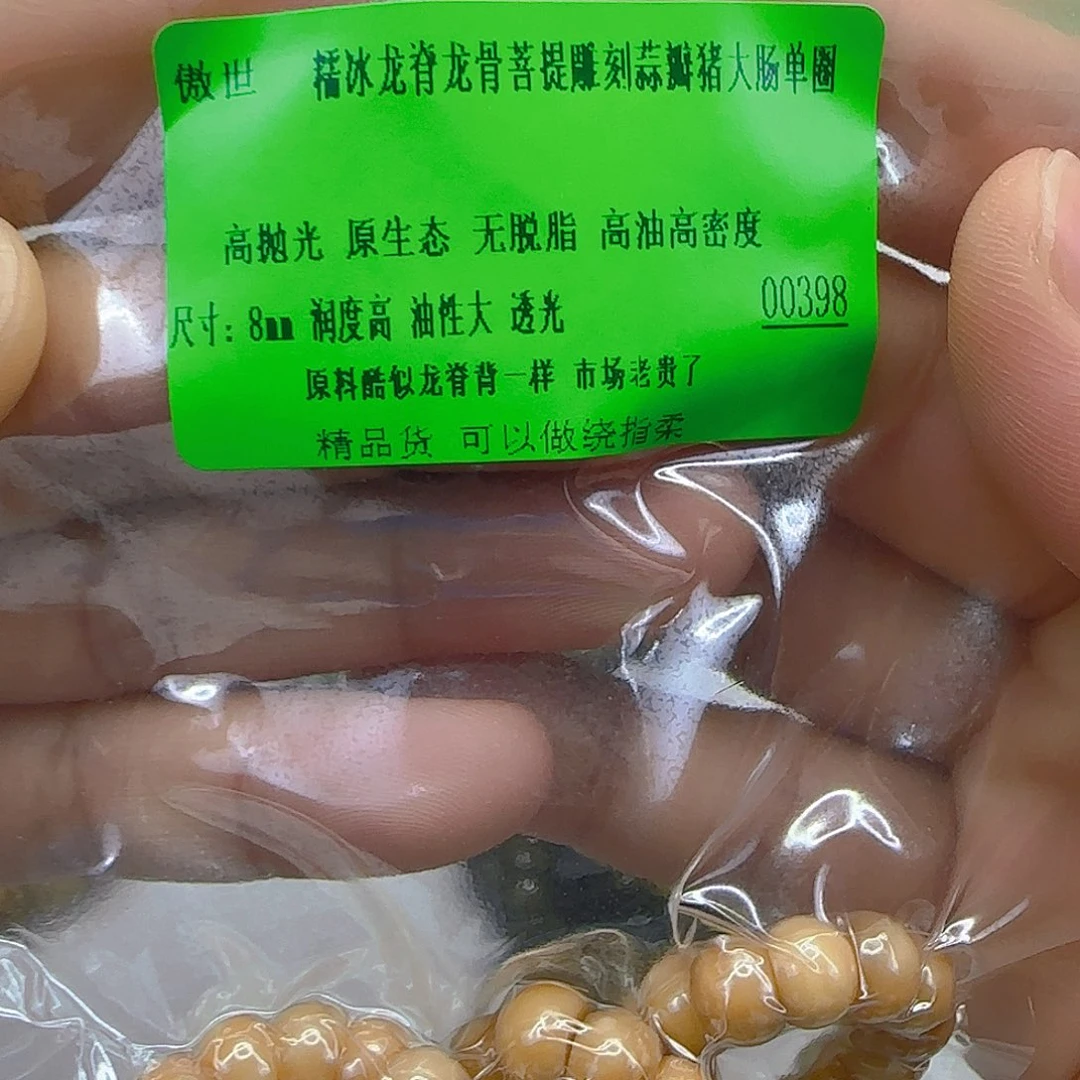 傲世 糯冰龙脊龙骨菩提雕刻蒜瓣猪大肠单圈
高抛光 原生态 无脱脂 高油高密度
尺寸：8mm 润度高 油性大 透光
00398
原料酷似龙脊背一样 市场老贵了
精品货 可以做绕指柔